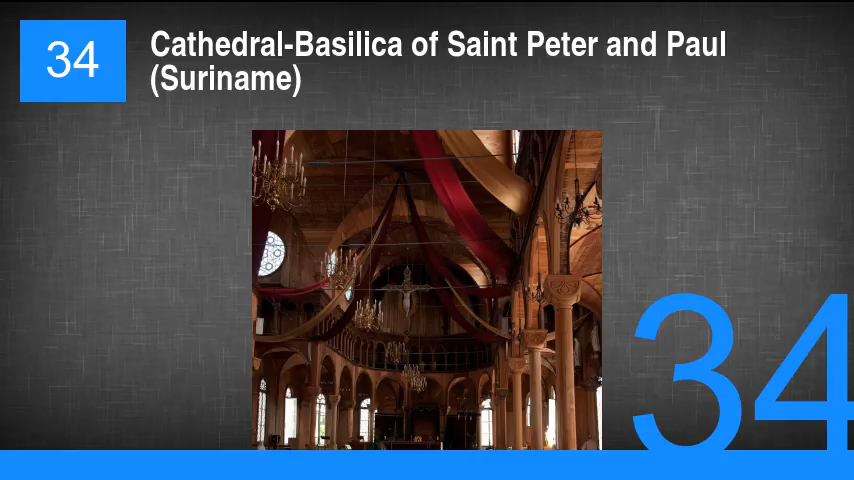 34
Cathedral-Basilica of Saint Peter and Paul
(Suriname)
34